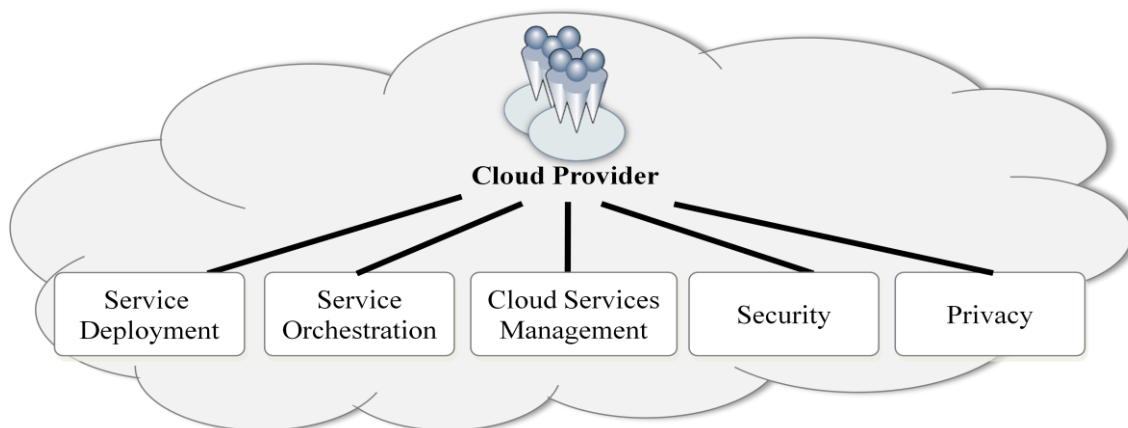 Cloud Provider
Service
Deployment
Service
Orchestration
Cloud Services
Management
Security
Privacy